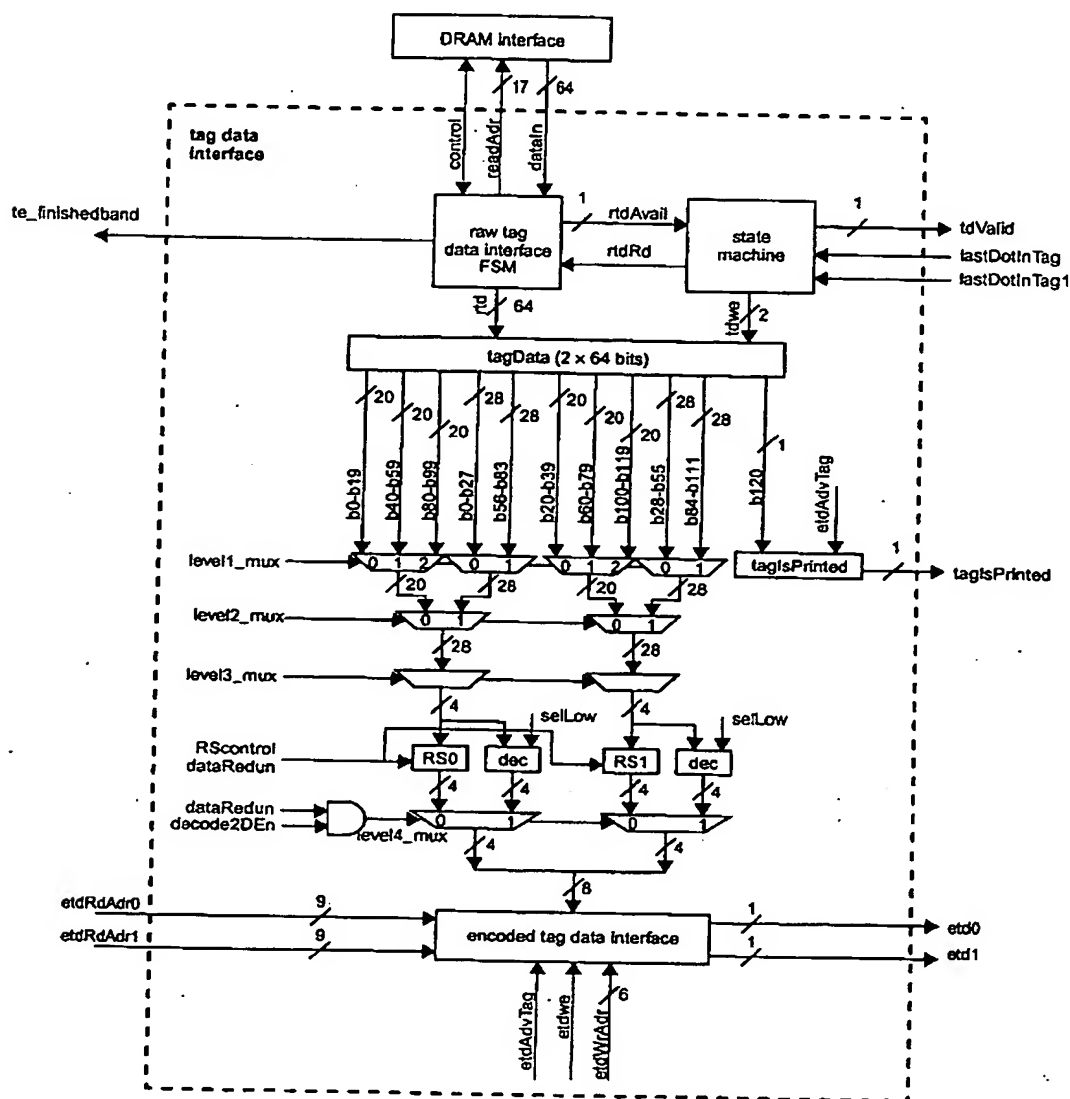 DRAM interface
17
64
tag data
interface
control
readAdr
dataIn
te_finishedband
raw tag
data interface
FSM
1
rtdAvail
rtdRd
state
machine
1
tdValid
lastDotInTag
lastDotInTag1
rtd
64
tdwe
2
tagData (2 x 64 bits)
20
20
20
28
28
20
20
20
28
28
1
b0-b19
b40-b59
b80-b99
b0-b27
b56-b83
b20-b39
b60-b79
b100-b119
b28-b55
b84-b111
b120
etdAdvTag
level1_mux
0 1 2
0 1
0 1 2
0 1
tagIsPrinted
1
tagIsPrinted
20
28
20
28
level2_mux
0 1
0 1
28
28
level3_mux
4
4
selLow
selLow
RScontrol
dataRedun
RS0
dec
RS1
dec
4
4
4
4
dataRedun
decode2DEn
level4_mux
0 1
0 1
4
4
8
etdRdAdr0
9
1
etd0
etdRdAdr1
9
encoded tag data interface
1
etd1
6
etdAdvTag
etdwe
etdWrAdr